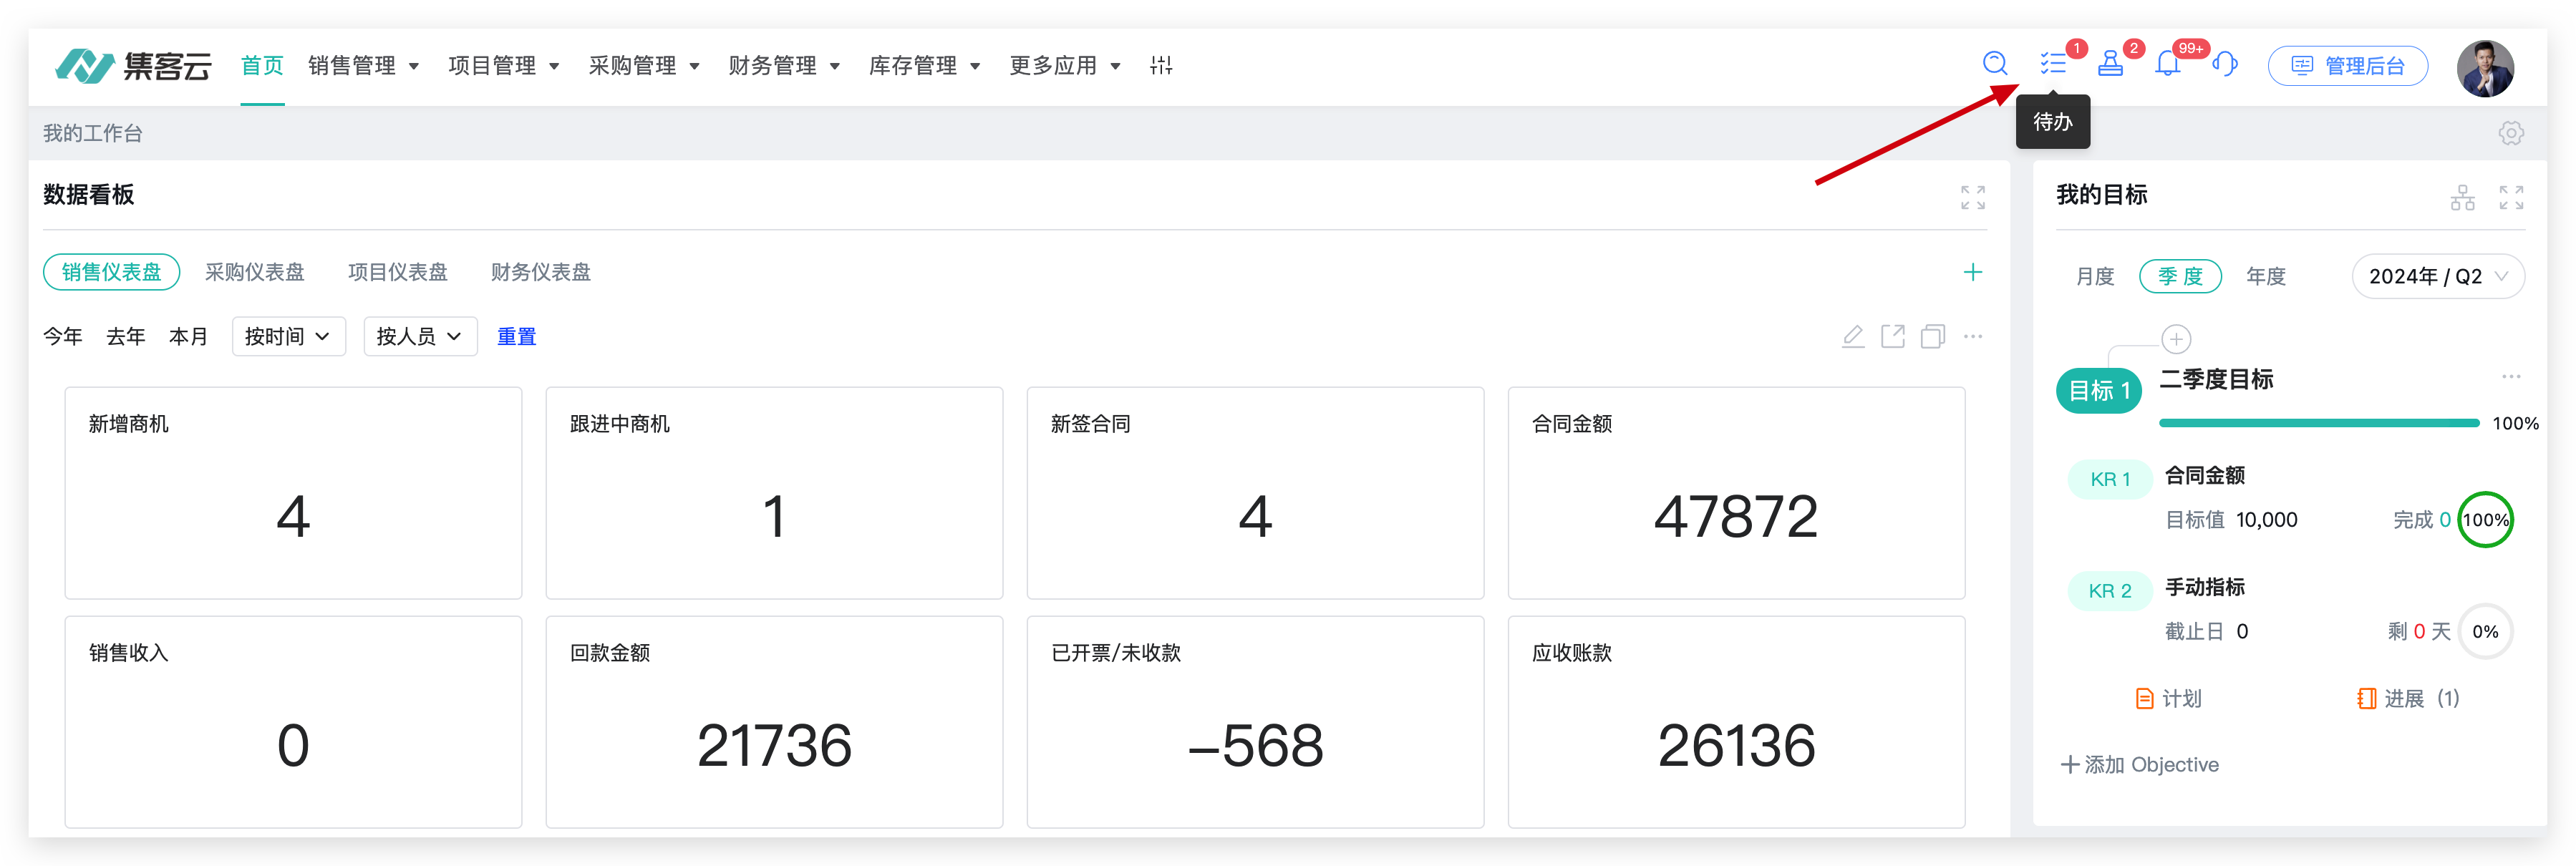 集客云 首页 销售管理 项目管理 采购管理 财务管理 库存管理 更多应用 1 2 99+ 管理后台
待办
我的工作台
数据看板
销售仪表盘 采购仪表盘 项目仪表盘 财务仪表盘
今年 去年 本月 按时间 按人员 重置
新增商机 跟进中商机 新签合同 合同金额
4 1 4 47872
销售收入 回款金额 已开票/未收款 应收账款
0 21736 –568 26136
我的目标
月度 季度 年度 2024年 / Q2
目标 1 二季度目标
100%
KR 1 合同金额
目标值 10,000 完成 0 100%
KR 2 手动指标
截止日 0 剩 0 天 0%
计划 进展 (1)
添加 Objective